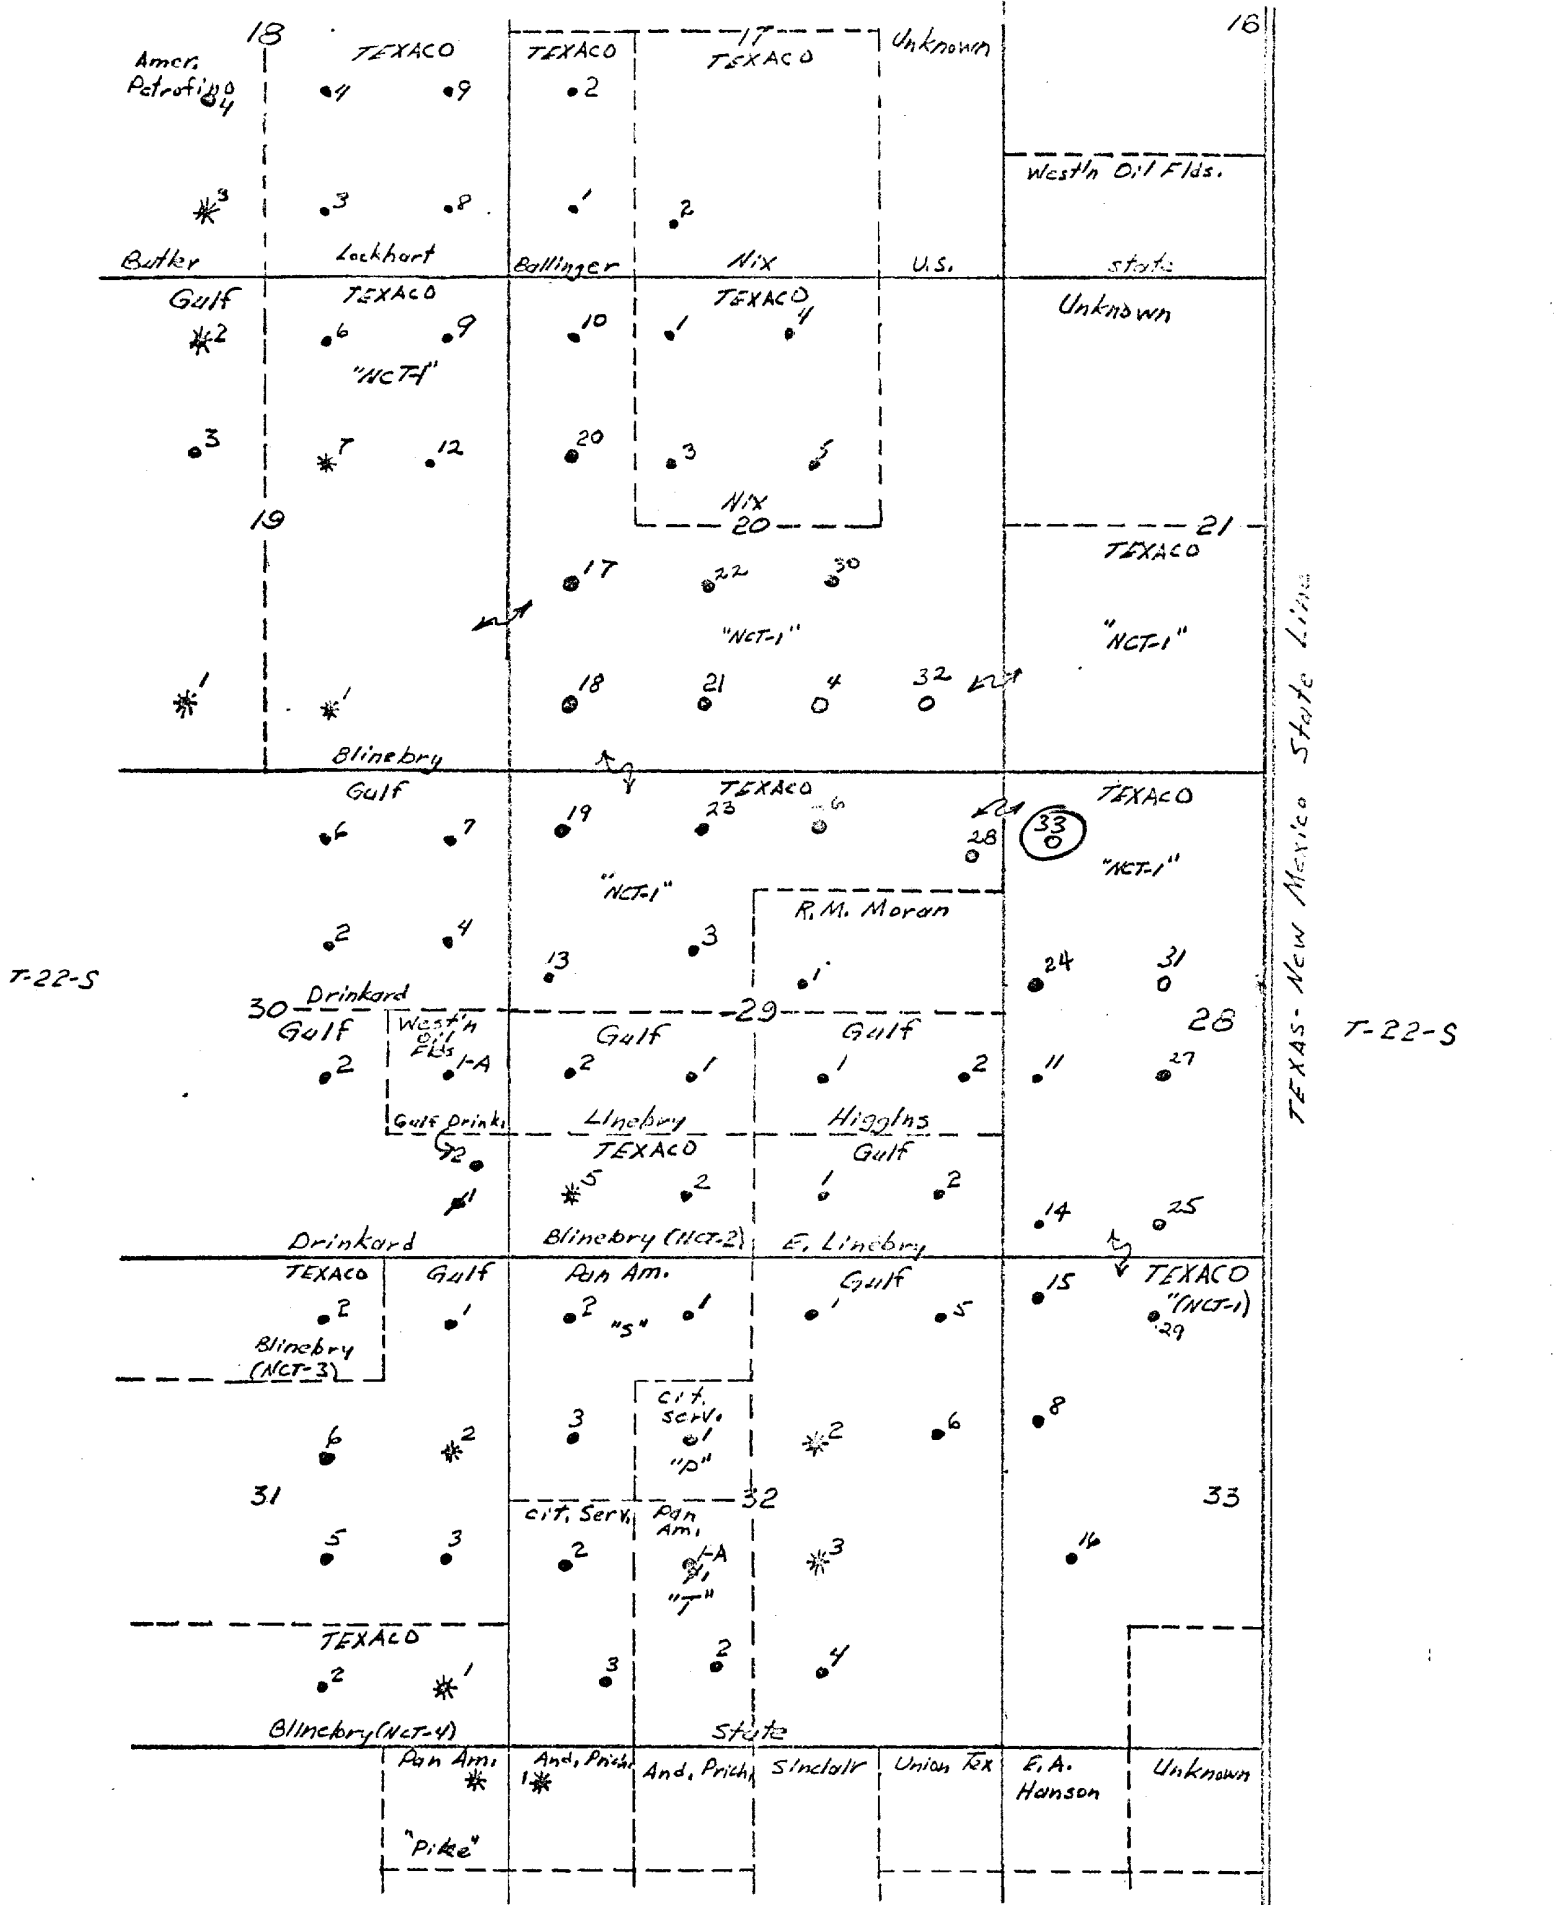 18
17
16
Amer.
Petrofina
4
TEXACO
TEXACO
TEXACO
Unknown
4
9
2
West'n Oil Flds.
3
3
8
1
2
Butler
Lockhart
Ballinger
Nix
U.S.
state
Gulf
TEXACO
TEXACO
Unknown
2
6
9
10
1
4
"NCT-1"
3
7
12
20
3
5
Nix
19
20
21
TEXACO
17
22
30
"NCT-1"
"NCT-1"
1
1
18
21
4
32
Blinebry
Gulf
TEXACO
TEXACO
6
7
19
23
6
28
33
"NCT-1"
"NCT-1"
R.M. Moran
2
4
13
3
1
24
31
T-22-S
Drinkard
30
29
28
T-22-S
Gulf
West'n
Oil
Flds
Gulf
Gulf
2
1-A
2
1
1
2
11
27
Gulf Drink.
Linebry
Higgins
TEXACO
Gulf
2
1
5
2
1
2
14
25
Drinkard
Blinebry (NCT-2)
E. Linebry
TEXACO
Gulf
Pan Am.
Gulf
TEXACO
"(NCT-1)
2
1
2
"S"
1
1
5
15
29
Blinebry
(NCT-3)
Cit.
Serv.
6
2
3
1
2
6
8
"P"
31
32
33
Cit. Serv.
Pan
Am.
5
3
2
1-A
3
16
"T"
TEXACO
2
1
3
2
4
Blinebry (NCT-4)
State
Pan Am.
And. Prich.
And. Prich.
Sinclair
Union Tex
E.A.
Hanson
Unknown
1
"Pike"
TEXAS - New Mexico State Line